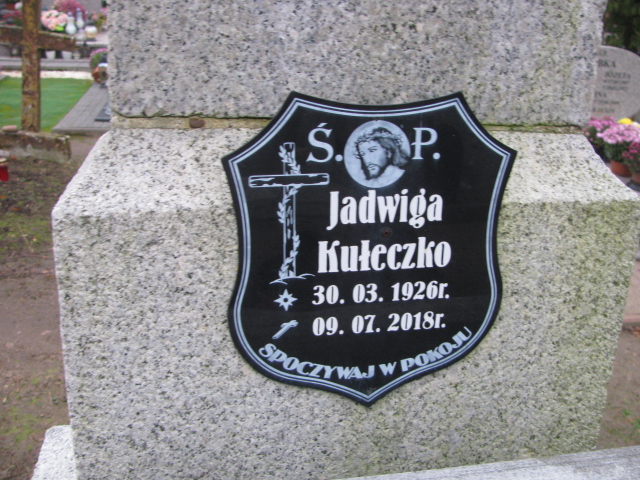 Ś. P.
Jadwiga
Kułeczko
30. 03. 1926r.
09. 07. 2018r.
SPOCZYWAJ W POKOJU